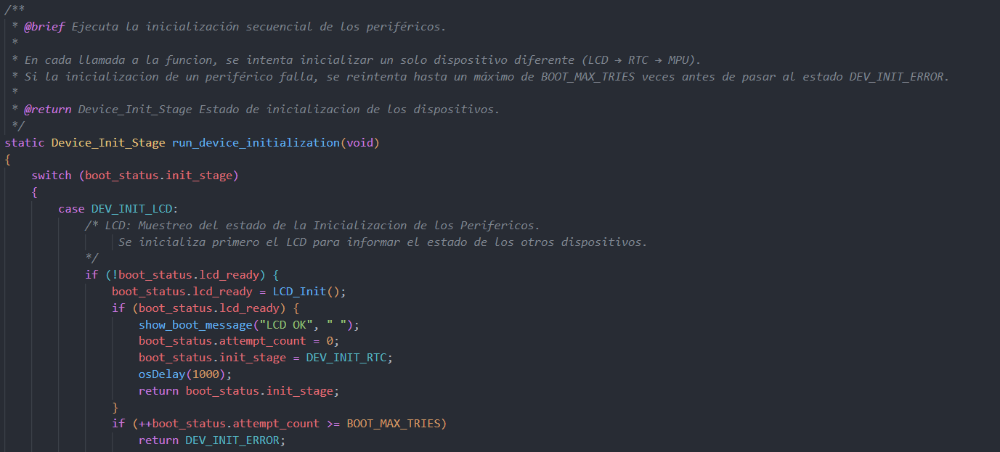 /**
 * @brief Ejecuta la inicialización secuencial de los periféricos.
 *
 * En cada llamada a la funcion, se intenta inicializar un solo dispositivo diferente (LCD → RTC → MPU).
 * Si la inicializacion de un periférico falla, se reintenta hasta un máximo de BOOT_MAX_TRIES veces antes de pasar al estado DEV_INIT_ERROR.
 *
 * @return Device_Init_Stage Estado de inicializacion de los dispositivos.
 */
static Device_Init_Stage run_device_initialization(void)
{
    switch (boot_status.init_stage)
    {
        case DEV_INIT_LCD:
            /* LCD: Muestreo del estado de la Inicializacion de los Perifericos.
                 Se inicializa primero el LCD para informar el estado de los otros dispositivos.
            */
            if (!boot_status.lcd_ready) {
                boot_status.lcd_ready = LCD_Init();
                if (boot_status.lcd_ready) {
                    show_boot_message("LCD OK", " ");
                    boot_status.attempt_count = 0;
                    boot_status.init_stage = DEV_INIT_RTC;
                    osDelay(1000);
                    return boot_status.init_stage;
                }
                if (++boot_status.attempt_count >= BOOT_MAX_TRIES)
                    return DEV_INIT_ERROR;